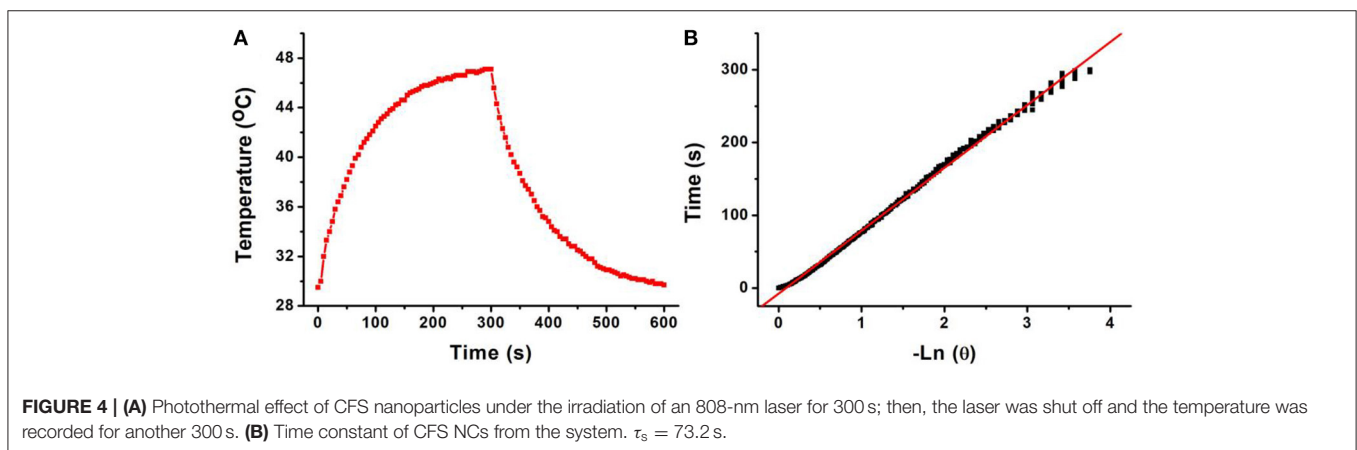 A
Temperature (°C)
48
44
40
36
32
28
0 100 200 300 400 500 600
Time (s)
B
Time (s)
300
200
100
0
0 1 2 3 4
-Ln (θ)
FIGURE 4 | (A) Photothermal effect of CFS nanoparticles under the irradiation of an 808-nm laser for 300 s; then, the laser was shut off and the temperature was
recorded for another 300 s. (B) Time constant of CFS NCs from the system. τs = 73.2 s.